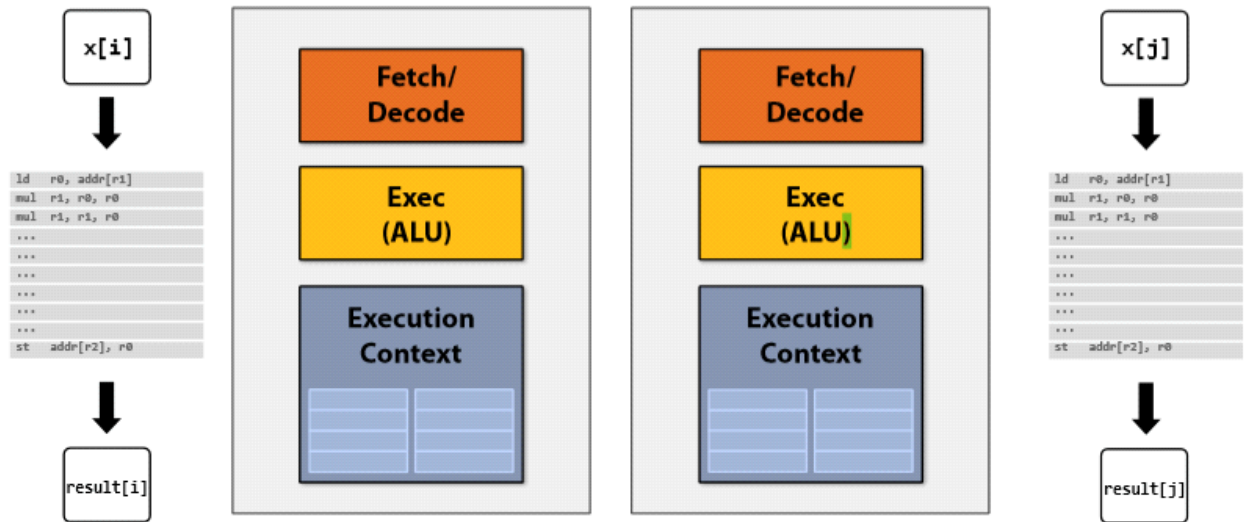 x[i]
ld r0, addr[r1]
mul r1, r0, r0
mul r1, r1, r0
...
...
...
...
...
...
st addr[r2], r0
result[i]
Fetch/
Decode
Exec
(ALU)
Execution
Context
Fetch/
Decode
Exec
(ALU)
Execution
Context
x[j]
ld r0, addr[r1]
mul r1, r0, r0
mul r1, r1, r0
...
...
...
...
...
...
st addr[r2], r0
result[j]